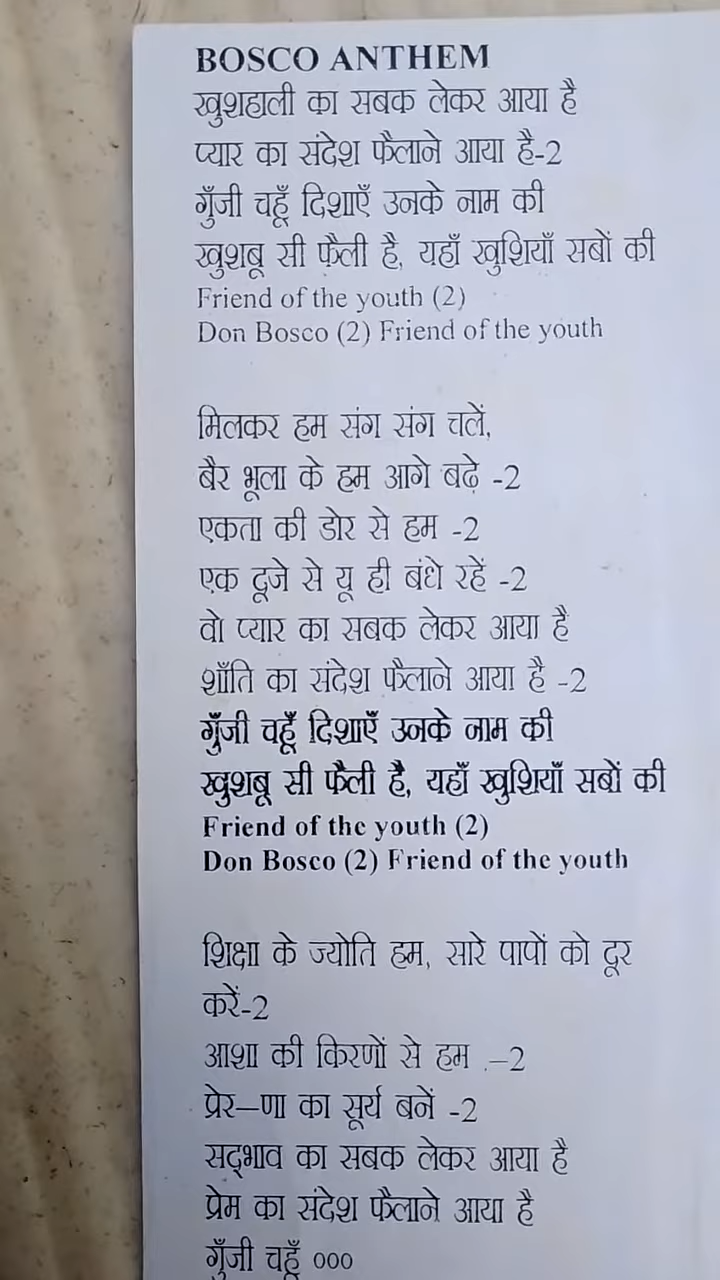 BOSCO ANTHEM
खुशहाली का सबक लेकर आया है
प्यार का संदेश फैलाने आया है-2
गुँजी चहूँ दिशाएँ उनके नाम की
खुशबू सी फ़ैली है, यहाँ खुशियाँ सबों की
Friend of the youth (2)
Don Bosco (2) Friend of the youth
मिलकर हम संग संग चलें,
बैर भूला के हम आगे बढ़े -2
एकता की डोर से हम -2
एक दूजे से यू ही बंधे रहें -2
वो प्यार का सबक लेकर आया है
शाँति का संदेश फैलाने आया है -2
गुँजी चहूँ दिशाएँ उनके नाम की
खुशबू सी फैली है, यहाँ खुशियाँ सबों की
Friend of the youth (2)
Don Bosco (2) Friend of the youth
शिक्षा के ज्योति हम, सारे पापों को दूर
करें-2
आशा की किरणों से हम .–2
प्रेर–णा का सूर्य बनें -2
सद्‌भाव का सबक लेकर आया है
प्रेम का संदेश फैलाने आया है
गुँजी चहूँ ०००